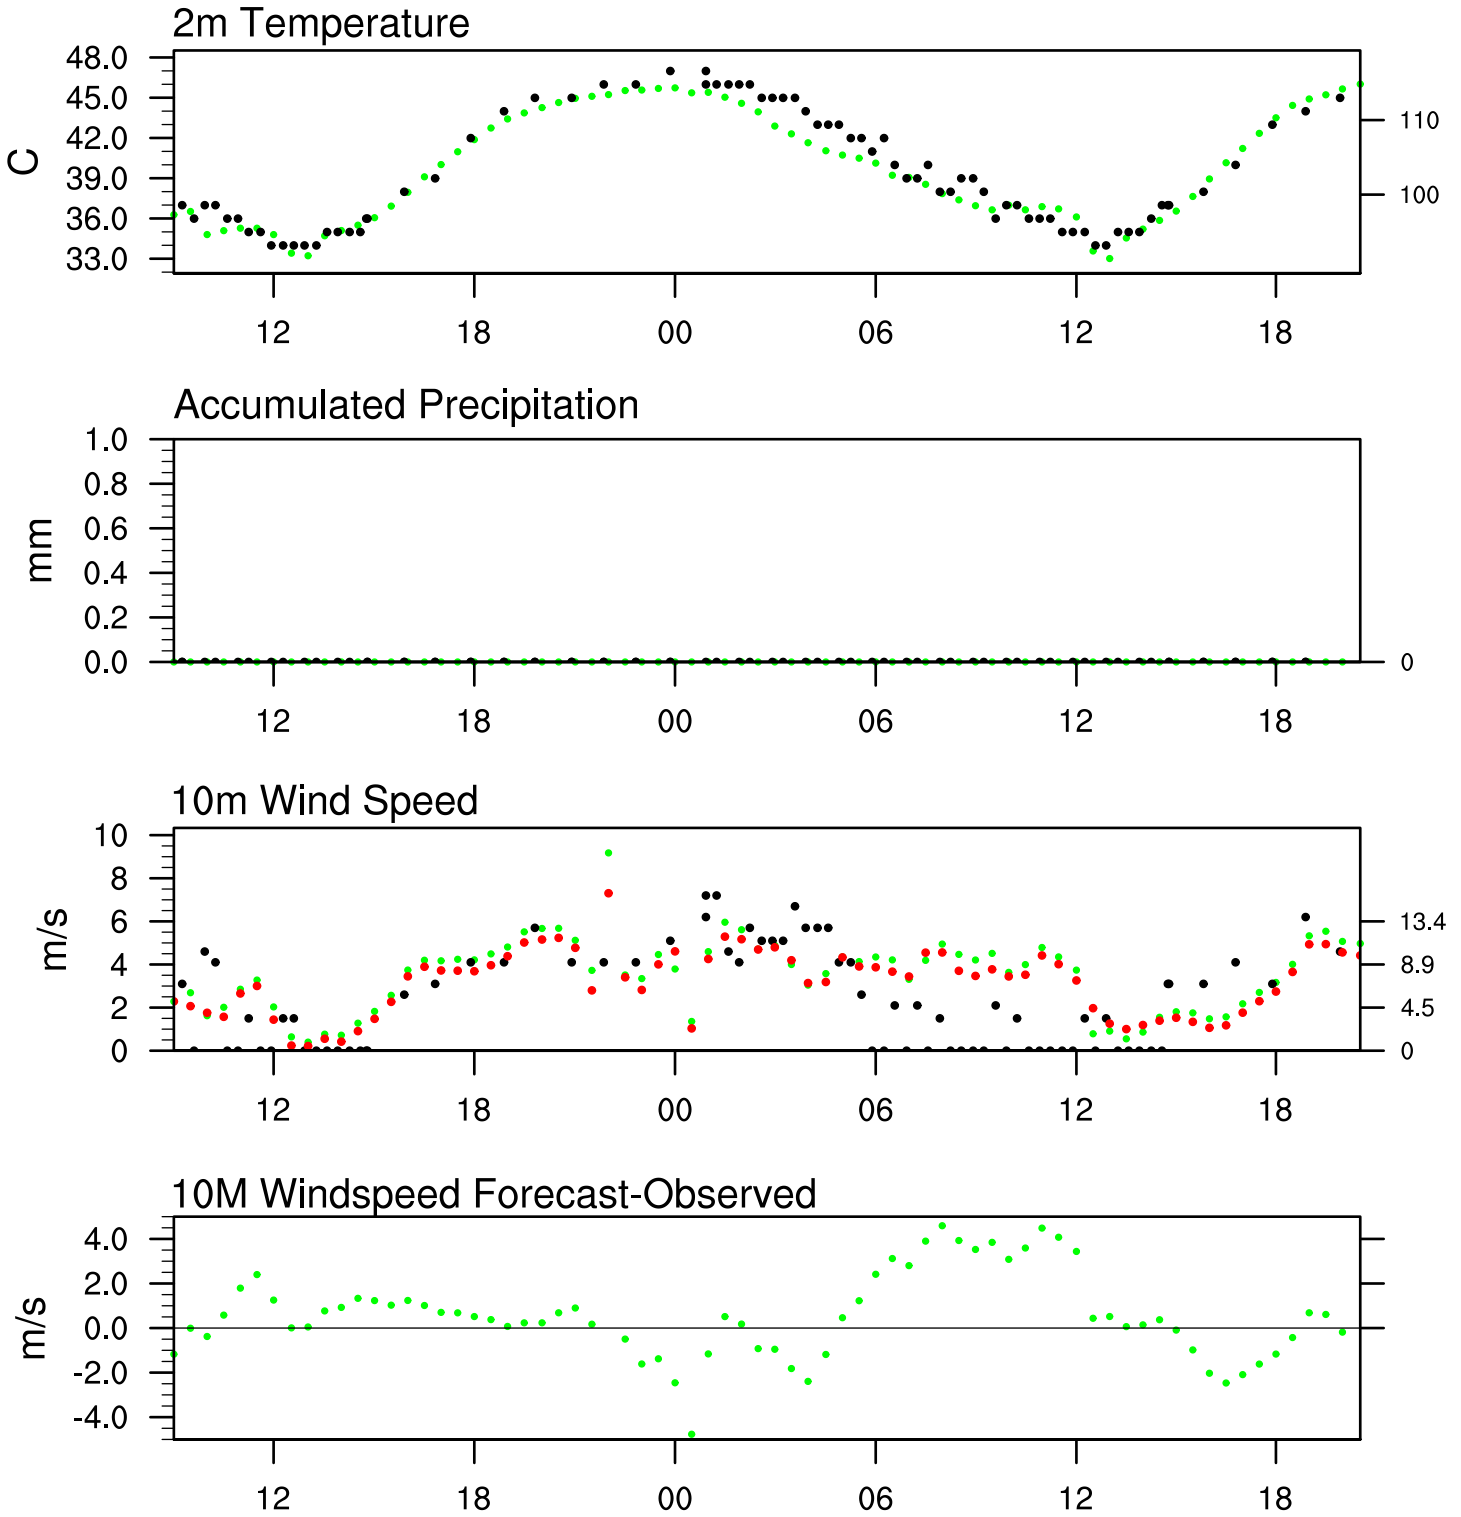 2m Temperature
48.0
45.0
42.0
39.0
36.0
33.0
C
110
100
12 18 00 06 12 18
Accumulated Precipitation
1.0
0.8
0.6
0.4
0.2
0.0
mm
0
12 18 00 06 12 18
10m Wind Speed
10
8
6
4
2
0
m/s
13.4
8.9
4.5
0
12 18 00 06 12 18
10M Windspeed Forecast-Observed
4.0
2.0
0.0
-2.0
-4.0
m/s
12 18 00 06 12 18